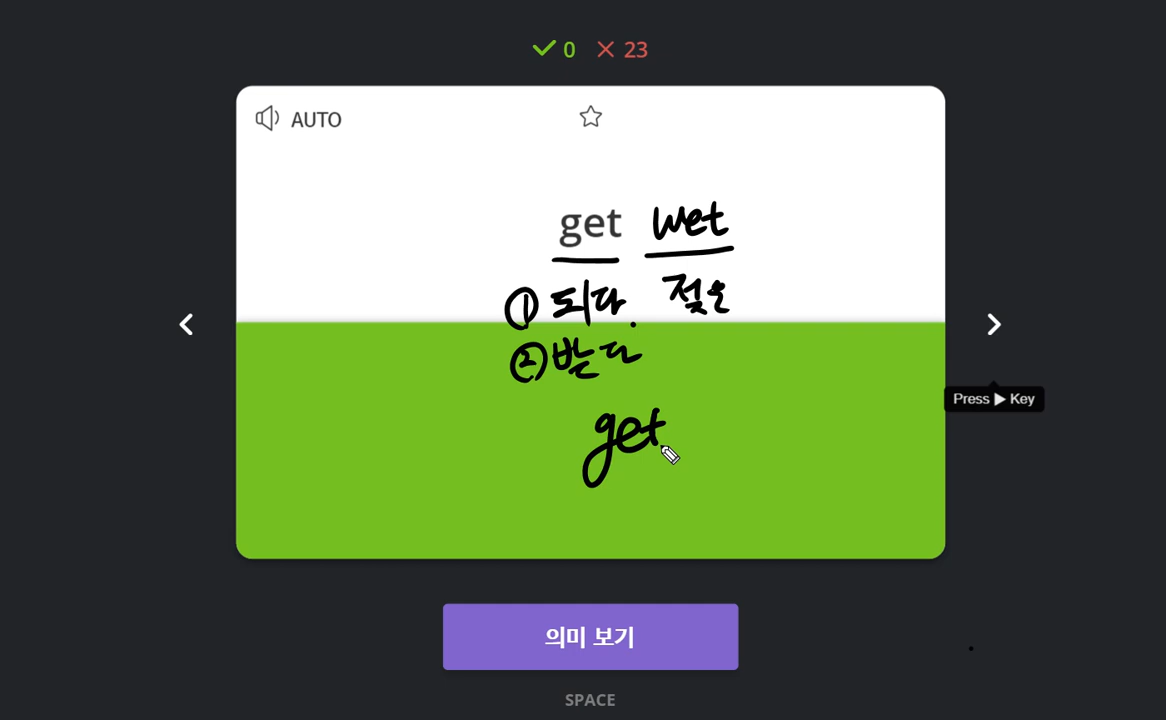 0 23
AUTO
get wet
① 되다. 젖은
② 받다
get
Press ▶ Key
의미 보기
SPACE